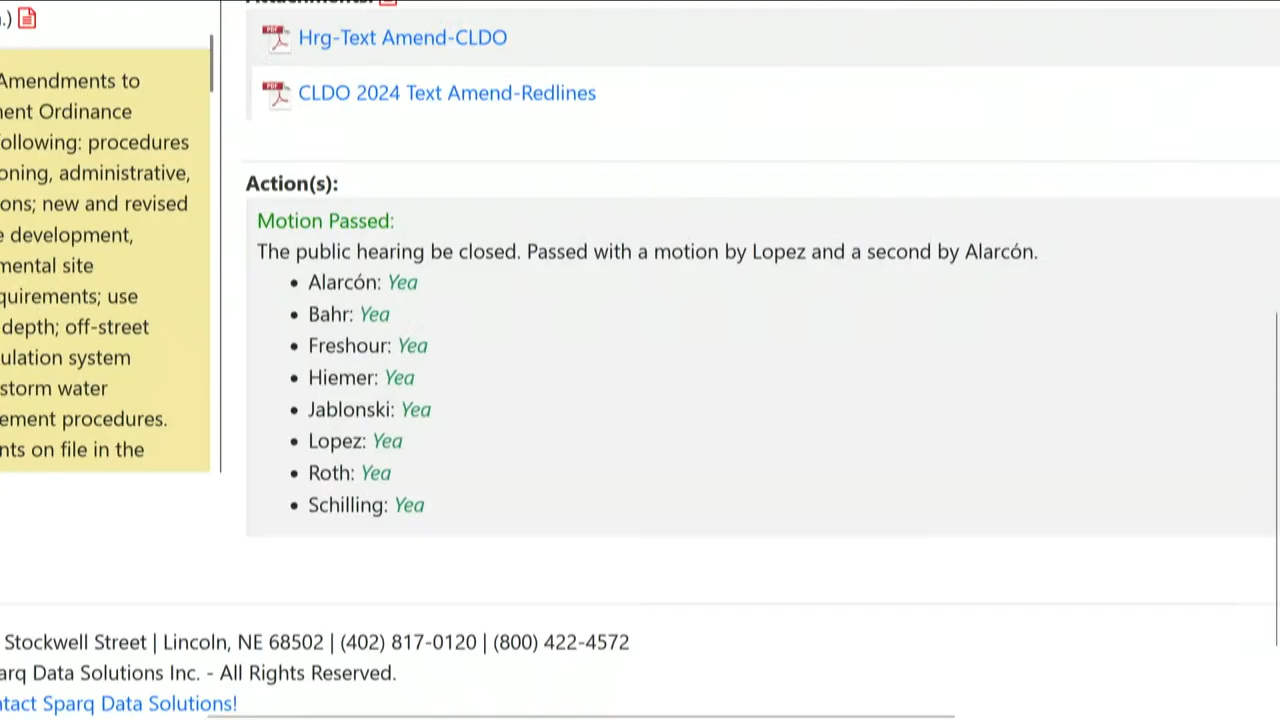 .)
Amendments to
ent Ordinance
ollowing: procedures
oning, administrative,
ons; new and revised
e development,
mental site
quirements; use
depth; off-street
ulation system
storm water
ement procedures.
nts on file in the
Hrg-Text Amend-CLDO
CLDO 2024 Text Amend-Redlines
Action(s):
Motion Passed:
The public hearing be closed. Passed with a motion by Lopez and a second by Alarcón.
• Alarcón: Yea
• Bahr: Yea
• Freshour: Yea
• Hiemer: Yea
• Jablonski: Yea
• Lopez: Yea
• Roth: Yea
• Schilling: Yea
Stockwell Street | Lincoln, NE 68502 | (402) 817-0120 | (800) 422-4572
arq Data Solutions Inc. - All Rights Reserved.
ntact Sparq Data Solutions!